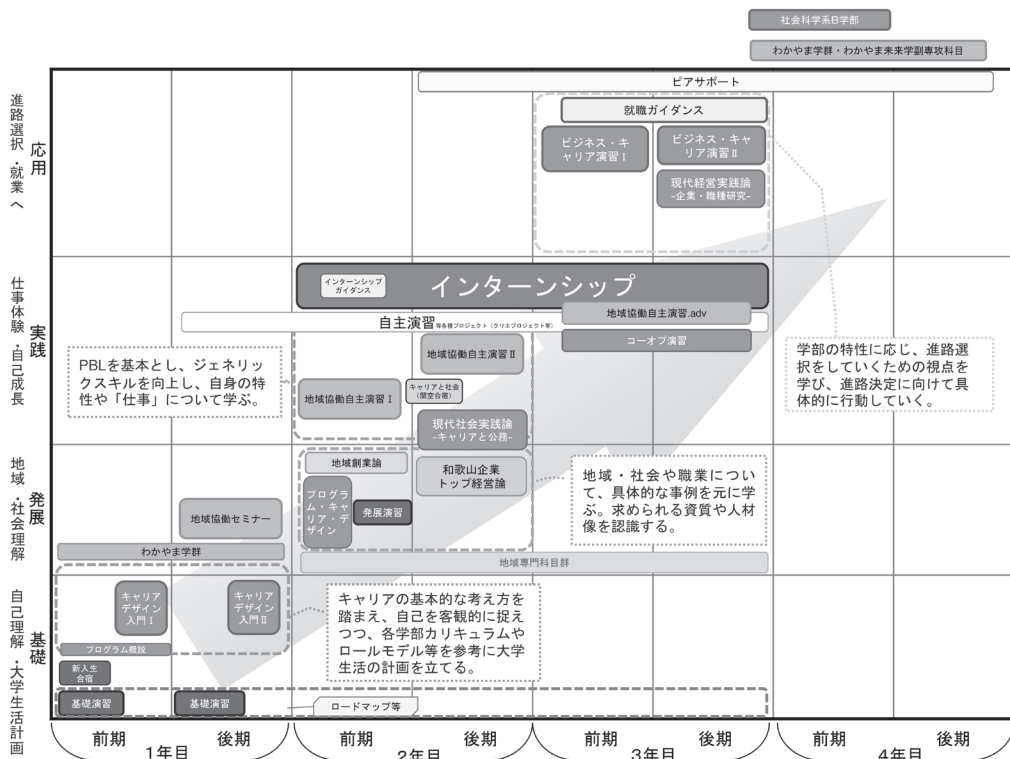 社会科学系B学部
わかやま学群・わかやま未来学副専攻科目
進路選択・就業へ
応用
ピアサポート
就職ガイダンス
ビジネス・キ
ャリア演習Ⅰ
ビジネス・キャ
リア演習Ⅱ
現代経営実践論
-企業・職種研究-
仕事体験・自己成長
実践
インターンシップ
ガイダンス
インターンシップ
自主演習等各種プロジェクト（クリエプロジェクト等）
地域協働自主演習.adv
コーオプ演習
地域協働自主演習Ⅱ
PBLを基本とし、ジェネリッ
クスキルを向上し、自身の特
性や「仕事」について学ぶ。
地域協働自主演習Ⅰ
キャリアと社会
（関空合宿）
現代社会実践論
-キャリアと公務-
学部の特性に応じ、進路選
択をしていくための視点を
学び、進路決定に向けて具
体的に行動していく。
地域・社会理解
発展
地域創業論
和歌山企業
トップ経営論
プログラ
ム・キャ
リア・デ
ザイン
発展演習
地域・社会や職業につい
て、具体的な事例を元に学
ぶ。求められる資質や人材
像を認識する。
地域協働セミナー
わかやま学群
地域専門科目群
自己理解・大学生活計画
基礎
キャリア
デザイン
入門Ⅰ
キャリア
デザイン
入門Ⅱ
キャリアの基本的な考え方を
踏まえ、自己を客観的に捉え
つつ、各学部カリキュラムや
ロールモデル等を参考に大学
生活の計画を立てる。
プログラム概説
新入生
合宿
基礎演習
基礎演習
ロードマップ等
前期
後期
前期
後期
前期
後期
前期
後期
1年目
2年目
3年目
4年目